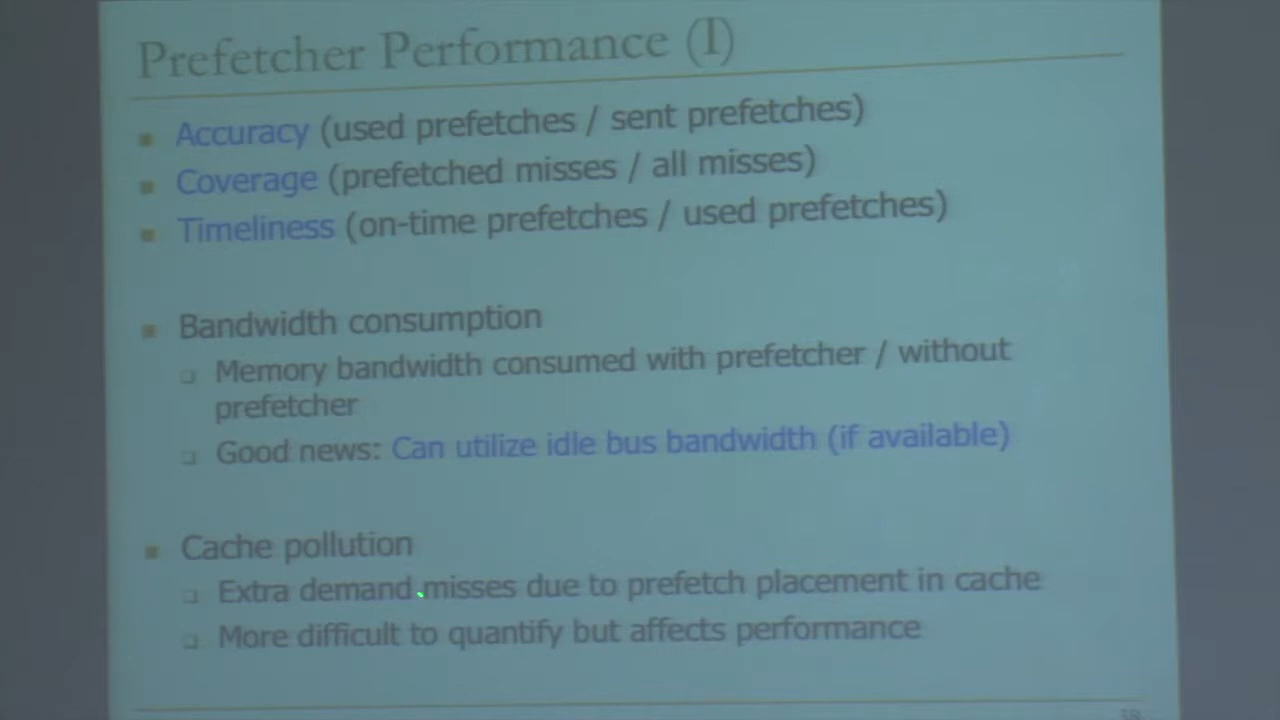 Prefetcher Performance (I)
Accuracy (used prefetches / sent prefetches)
Coverage (prefetched misses / all misses)
Timeliness (on-time prefetches / used prefetches)
Bandwidth consumption
Memory bandwidth consumed with prefetcher / without
prefetcher
Good news: Can utilize idle bus bandwidth (if available)
Cache pollution
Extra demand misses due to prefetch placement in cache
More difficult to quantify but affects performance